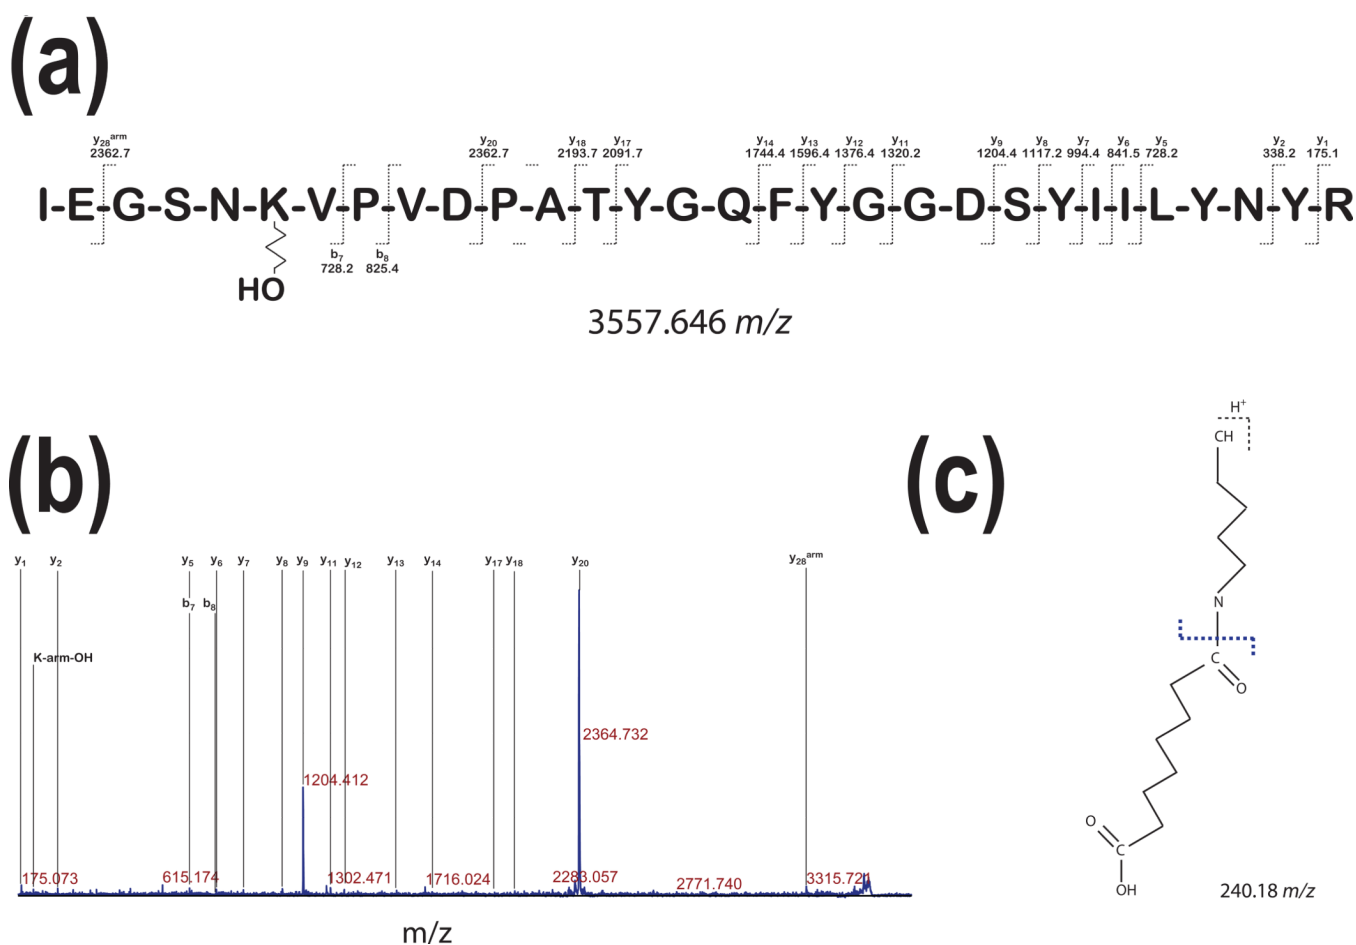 (a)
y28arm y20 y18 y17 y14 y13 y12 y11 y9 y8 y7 y6 y5 y2 y1
2362.7 2362.7 2193.7 2091.7 1744.4 1596.4 1376.4 1320.2 1204.4 1117.2 994.4 841.5 728.2 338.2 175.1
I-E-G-S-N-K-V-P-V-D-P-A-T-Y-G-Q-F-Y-G-G-D-S-Y-I-I-L-Y-N-Y-R
b7 b8
728.2 825.4
HO
3557.646 m/z
(b)
y1 y2 y5 y6 y7 y8 y9 y11 y12 y13 y14 y17 y18 y20 y28arm
b7 b8
K-arm-OH
2364.732
1204.412
175.073 615.174 1302.471 1716.024 2283.057 2771.740 3315.721
m/z
(c)
H+
CH
N
C
O
O
C
OH
240.18 m/z